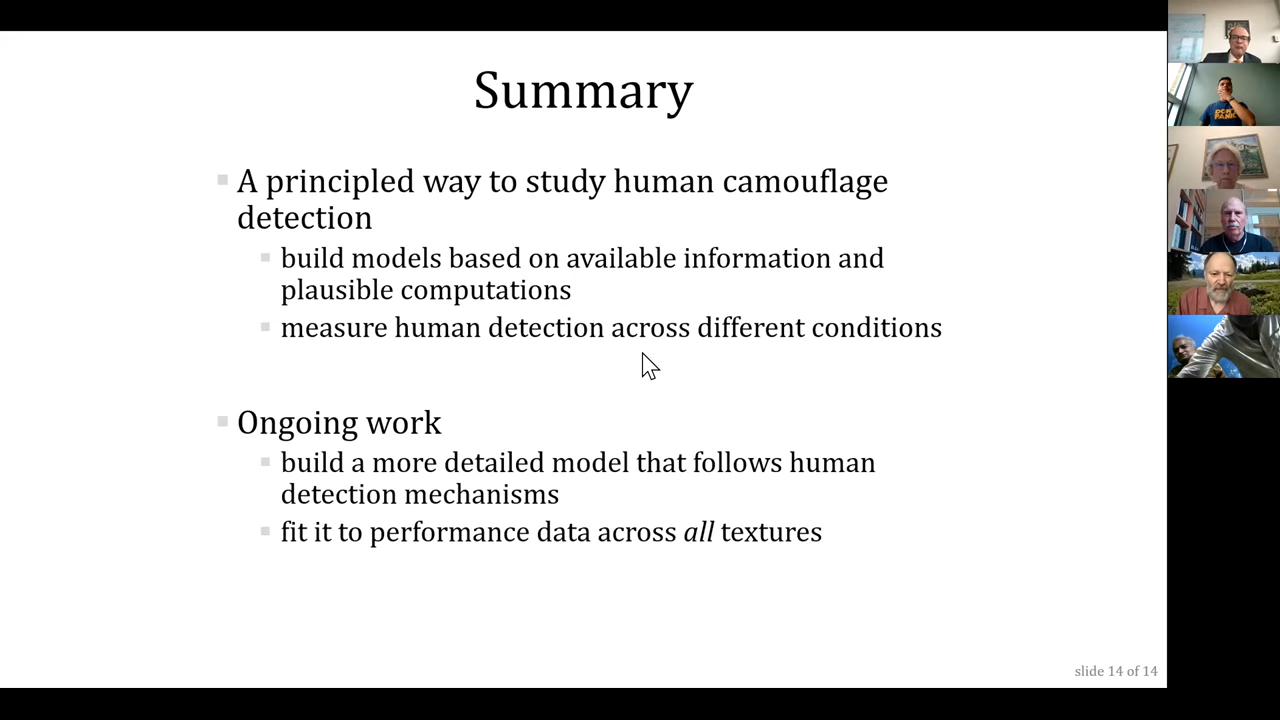 Summary
A principled way to study human camouflage
detection
build models based on available information and
plausible computations
measure human detection across different conditions
Ongoing work
build a more detailed model that follows human
detection mechanisms
fit it to performance data across all textures
slide 14 of 14
DON'T
PANIC